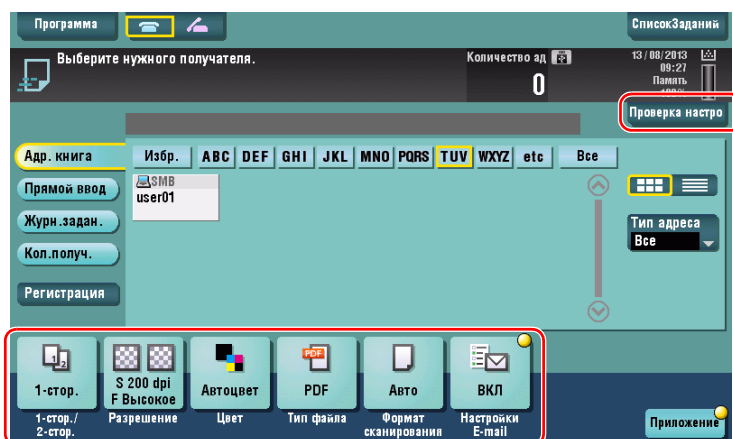 Программа
СписокЗаданий
Выберите нужного получателя.
Количество ад
0
13/08/2013
09:27
Память
100%
Проверка настро
Адр. книга
Избр. ABC DEF GHI JKL MNO PQRS TUV WXYZ etc Все
Прямой ввод
SMB
user01
Журн.задан.
Тип адреса
Все
Кол.получ.
Регистрация
1-стор.
S 200 dpi
F Высокое
Автоцвет
PDF
Авто
ВКЛ
1-стор./
2-стор.
Разрешение
Цвет
Тип файла
Формат
сканирования
Настройки
E-mail
Приложение